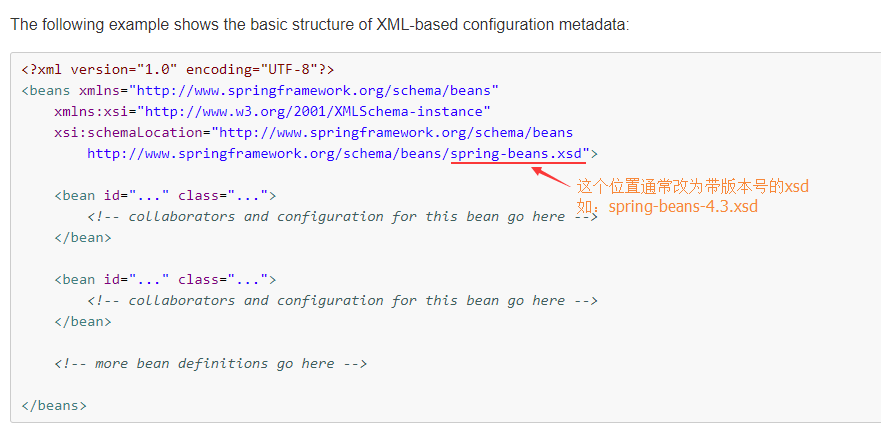 The following example shows the basic structure of XML-based configuration metadata:
<?xml version="1.0" encoding="UTF-8"?>
<beans xmlns="http://www.springframework.org/schema/beans"
    xmlns:xsi="http://www.w3.org/2001/XMLSchema-instance"
    xsi:schemaLocation="http://www.springframework.org/schema/beans
        http://www.springframework.org/schema/beans/spring-beans.xsd">
这个位置通常改为带版本号的xsd
如：spring-beans-4.3.xsd
    <bean id="..." class="...">
        <!-- collaborators and configuration for this bean go here -->
    </bean>
    <bean id="..." class="...">
        <!-- collaborators and configuration for this bean go here -->
    </bean>
    <!-- more bean definitions go here -->
</beans>